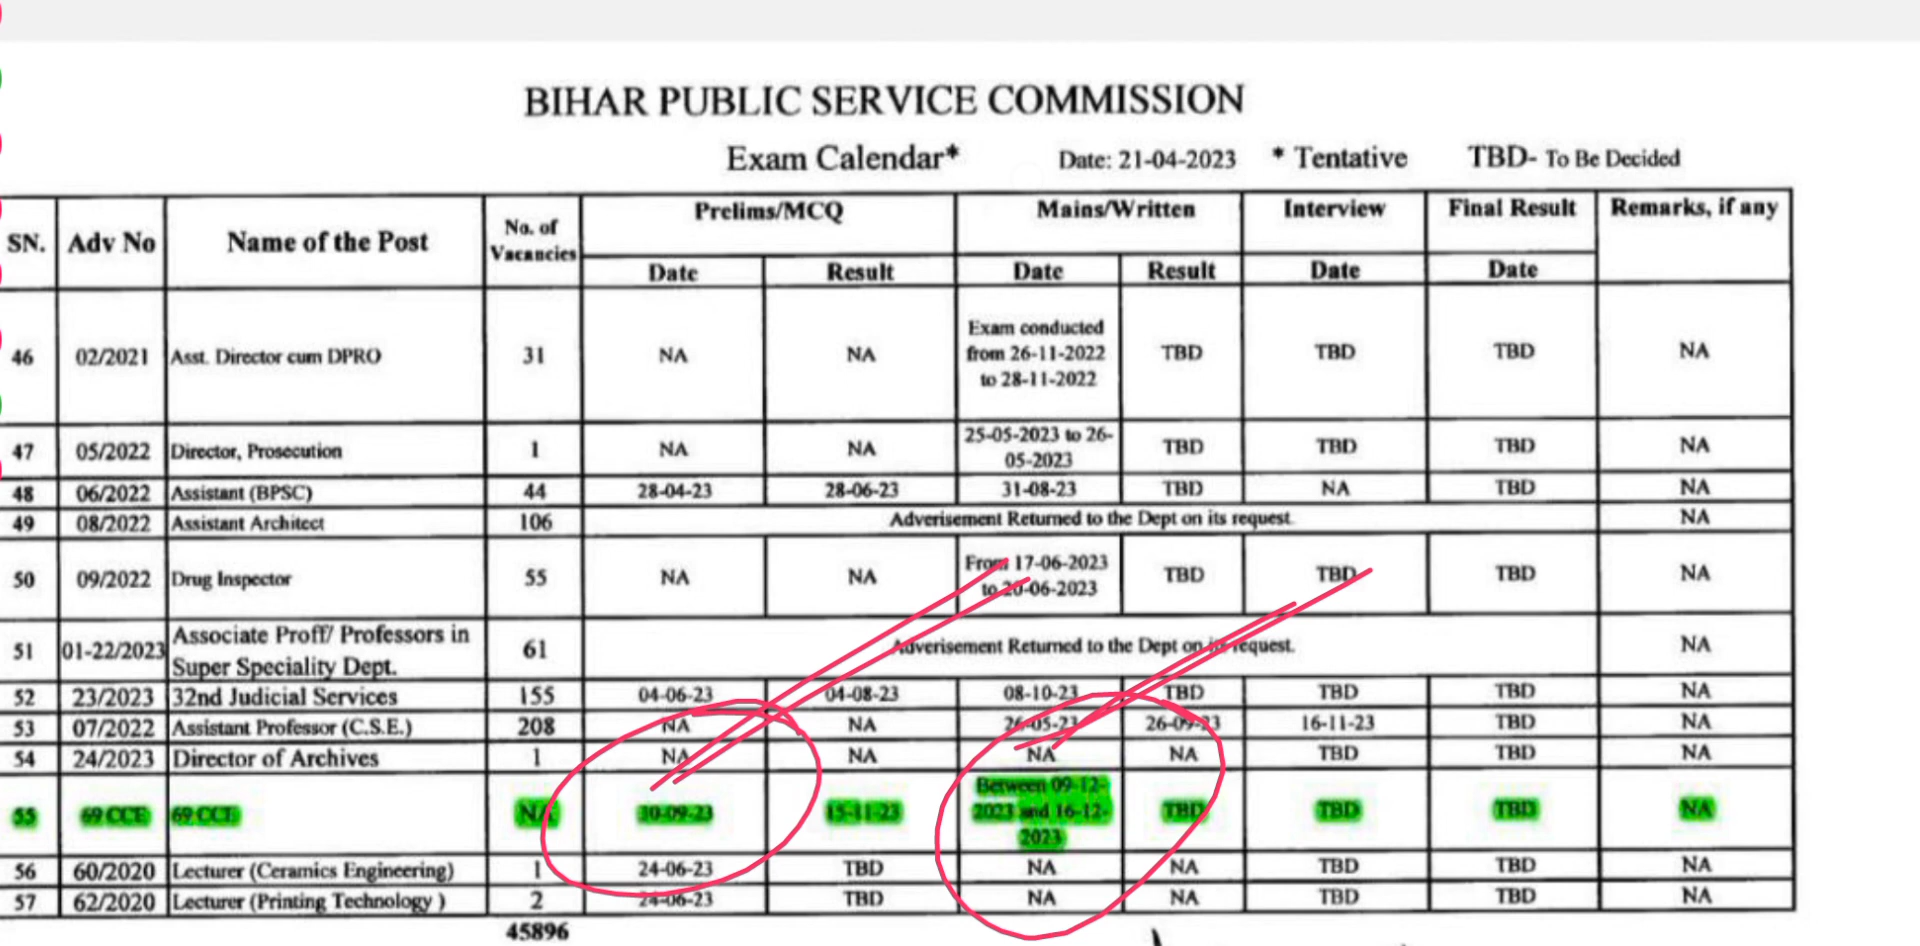 BIHAR PUBLIC SERVICE COMMISSION
Exam Calendar* Date: 21-04-2023 * Tentative TBD- To Be Decided
SN. Adv No Name of the Post No. of Vacancies Prelims/MCQ Mains/Written Interview Final Result Remarks, if any
Date Result Date Result Date Date
46 02/2021 Asst. Director cum DPRO 31 NA NA Exam conducted from 26-11-2022 to 28-11-2022 TBD TBD TBD NA
47 05/2022 Director, Prosecution 1 NA NA 25-05-2023 to 26-05-2023 TBD TBD TBD NA
48 06/2022 Assistant (BPSC) 44 28-04-23 28-06-23 31-08-23 TBD NA TBD NA
49 08/2022 Assistant Architect 106 Adverisement Returned to the Dept on its request. NA
50 09/2022 Drug Inspector 55 NA NA From 17-06-2023 to 20-06-2023 TBD TBD TBD NA
51 01-22/2023 Associate Proff/ Professors in Super Speciality Dept. 61 Adverisement Returned to the Dept on its request. NA
52 23/2023 32nd Judicial Services 155 04-06-23 04-08-23 08-10-23 TBD TBD TBD NA
53 07/2022 Assistant Professor (C.S.E.) 208 NA NA 26-05-23 26-09-23 16-11-23 TBD NA
54 24/2023 Director of Archives 1 NA NA NA NA TBD TBD NA
55 69 CCE 69 CCE NA 30-09-23 15-11-23 Between 09-12-2023 and 16-12-2023 TBD TBD TBD NA
56 60/2020 Lecturer (Ceramics Engineering) 1 24-06-23 TBD NA NA TBD TBD NA
57 62/2020 Lecturer (Printing Technology ) 2 24-06-23 TBD NA NA TBD TBD NA
45896